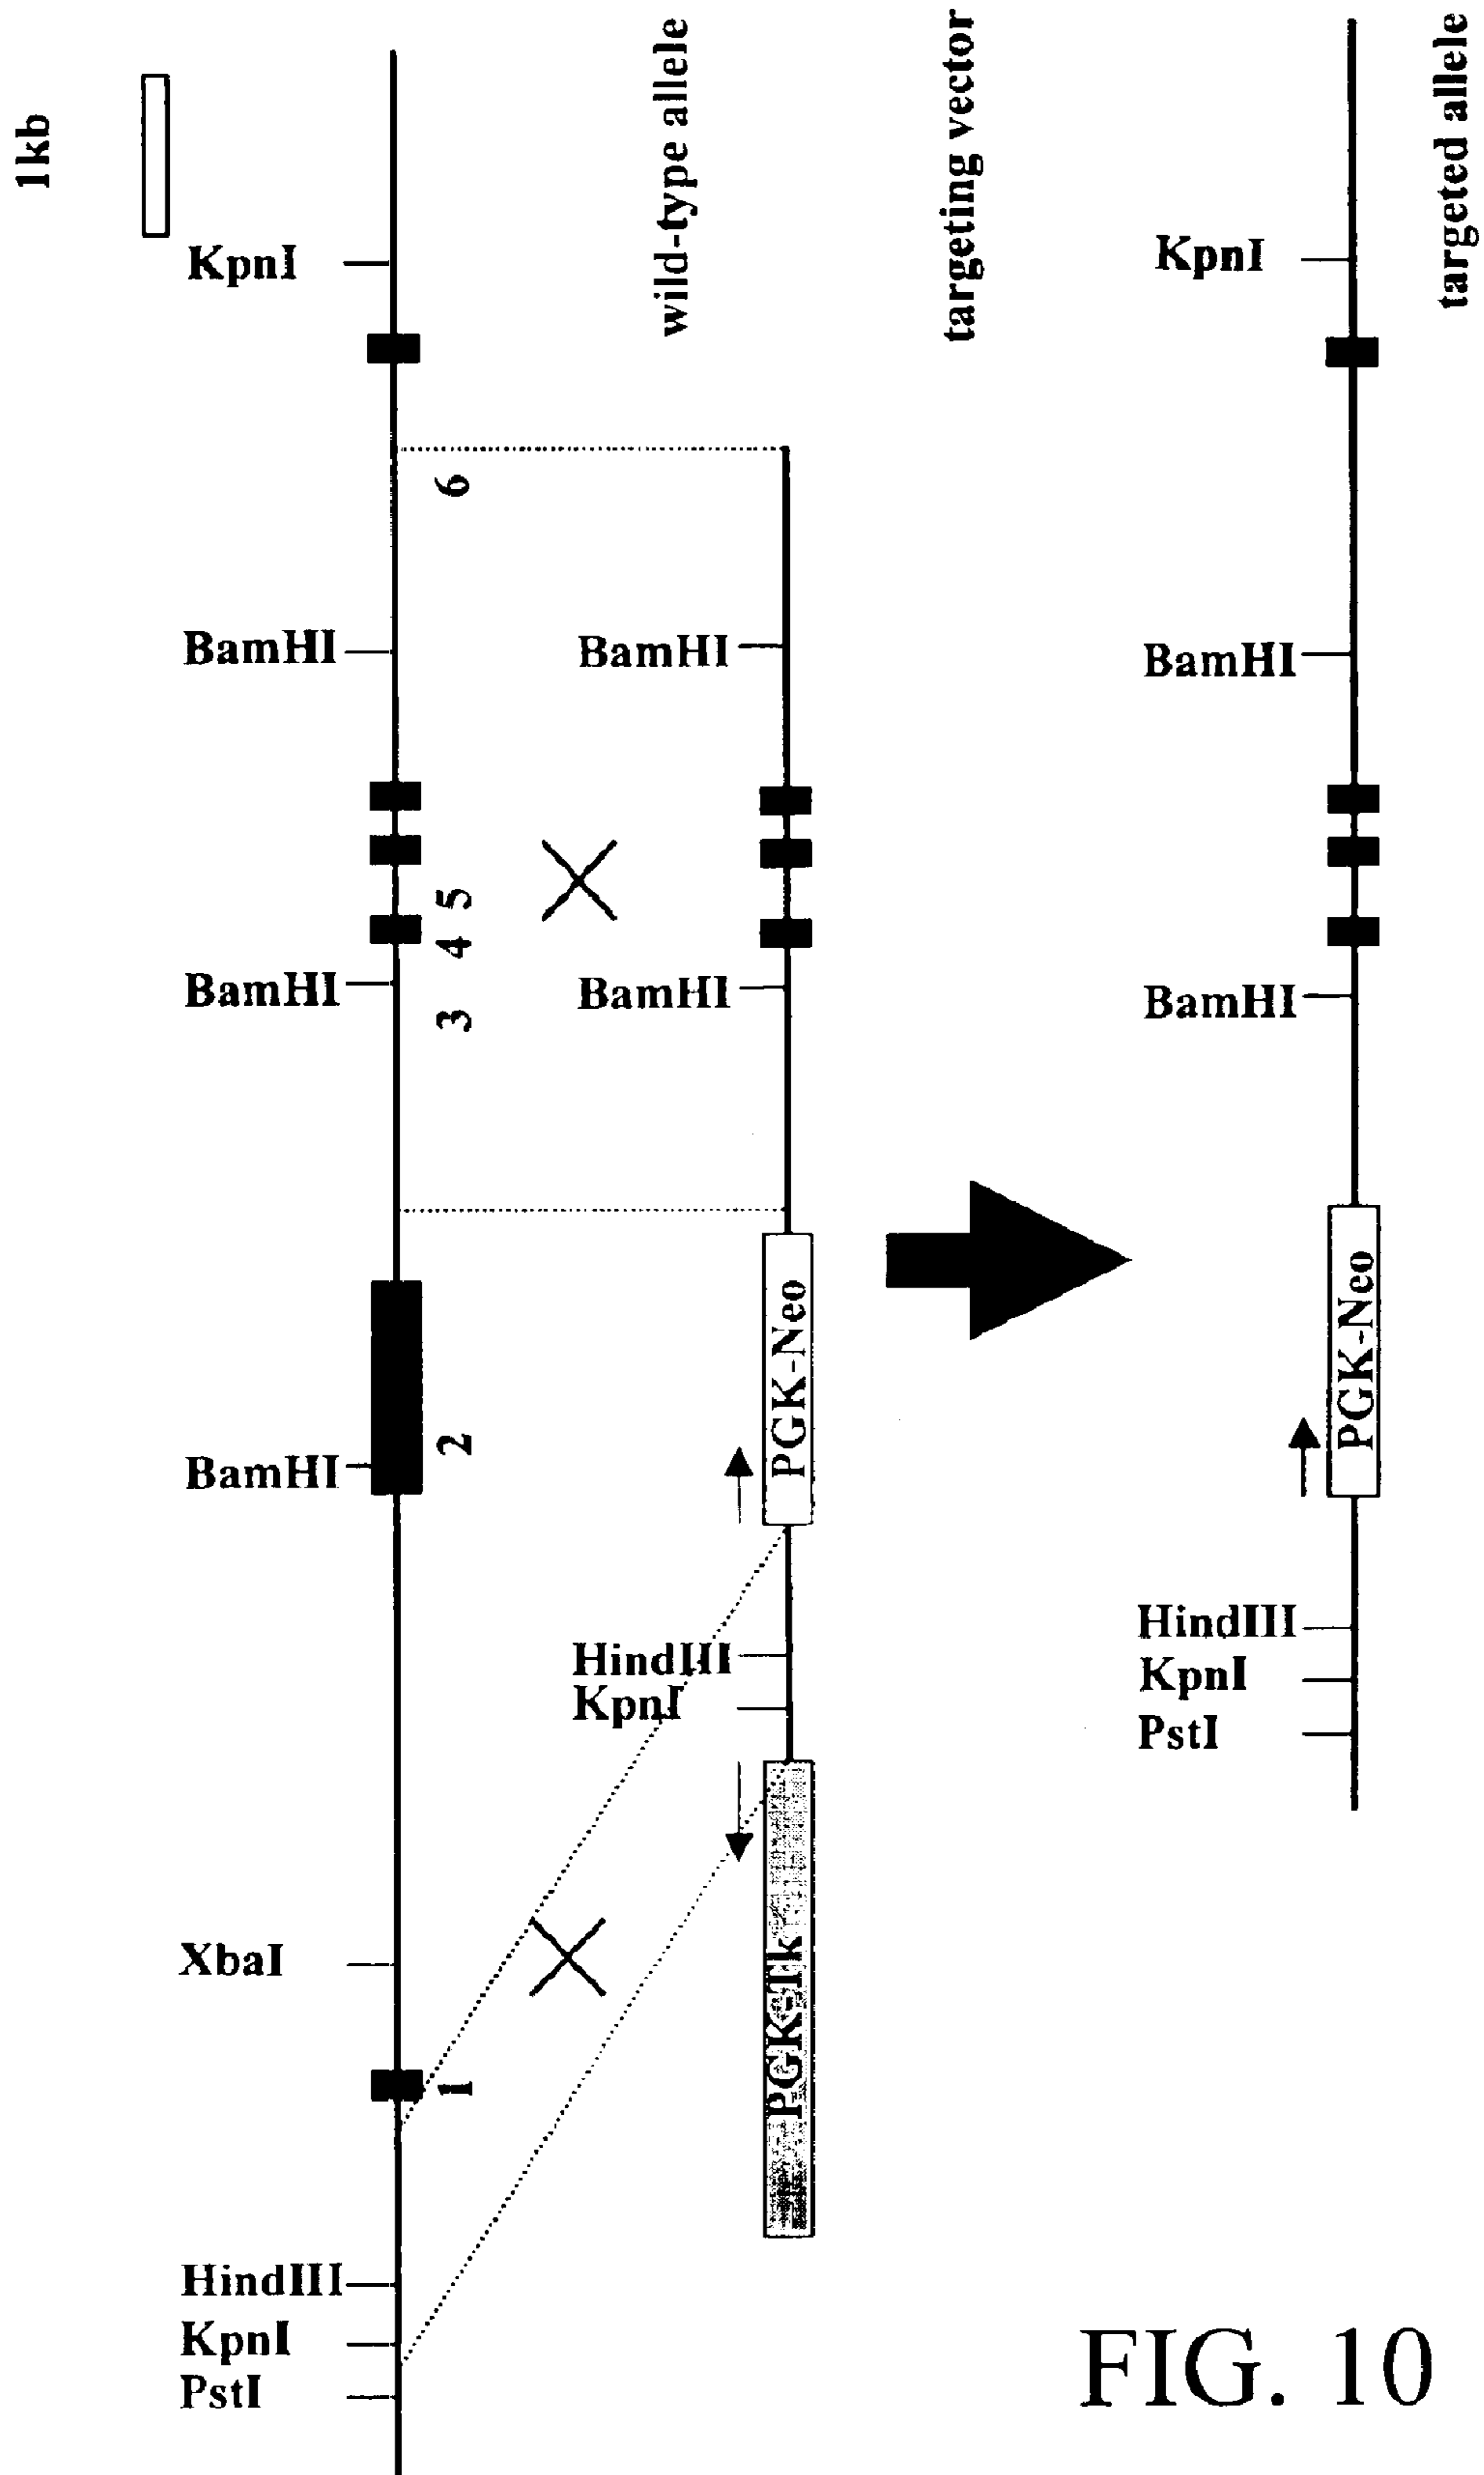 1kb
PstI
KpnI
HindIII
XbaI
BamHI
BamHI
BamHI
KpnI
1
2
3
4
5
6
wild-type allele
HindIII
KpnI
BamHI
BamHI
PGK-Tk
PGK-Neo
targeting vector
PstI
KpnI
HindIII
BamHI
BamHI
KpnI
PGK-Neo
targeted allele
FIG. 10